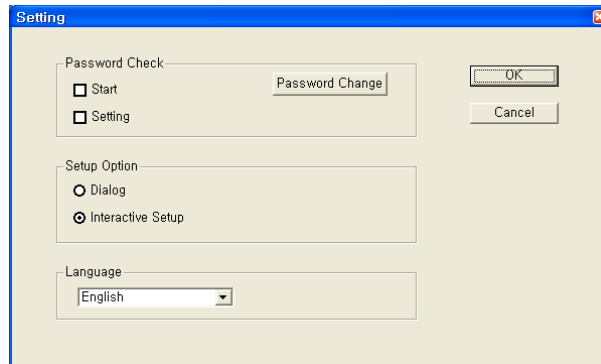 Setting
Password Check
Start
Password Change
Setting
OK
Cancel
Setup Option
Dialog
Interactive Setup
Language
English